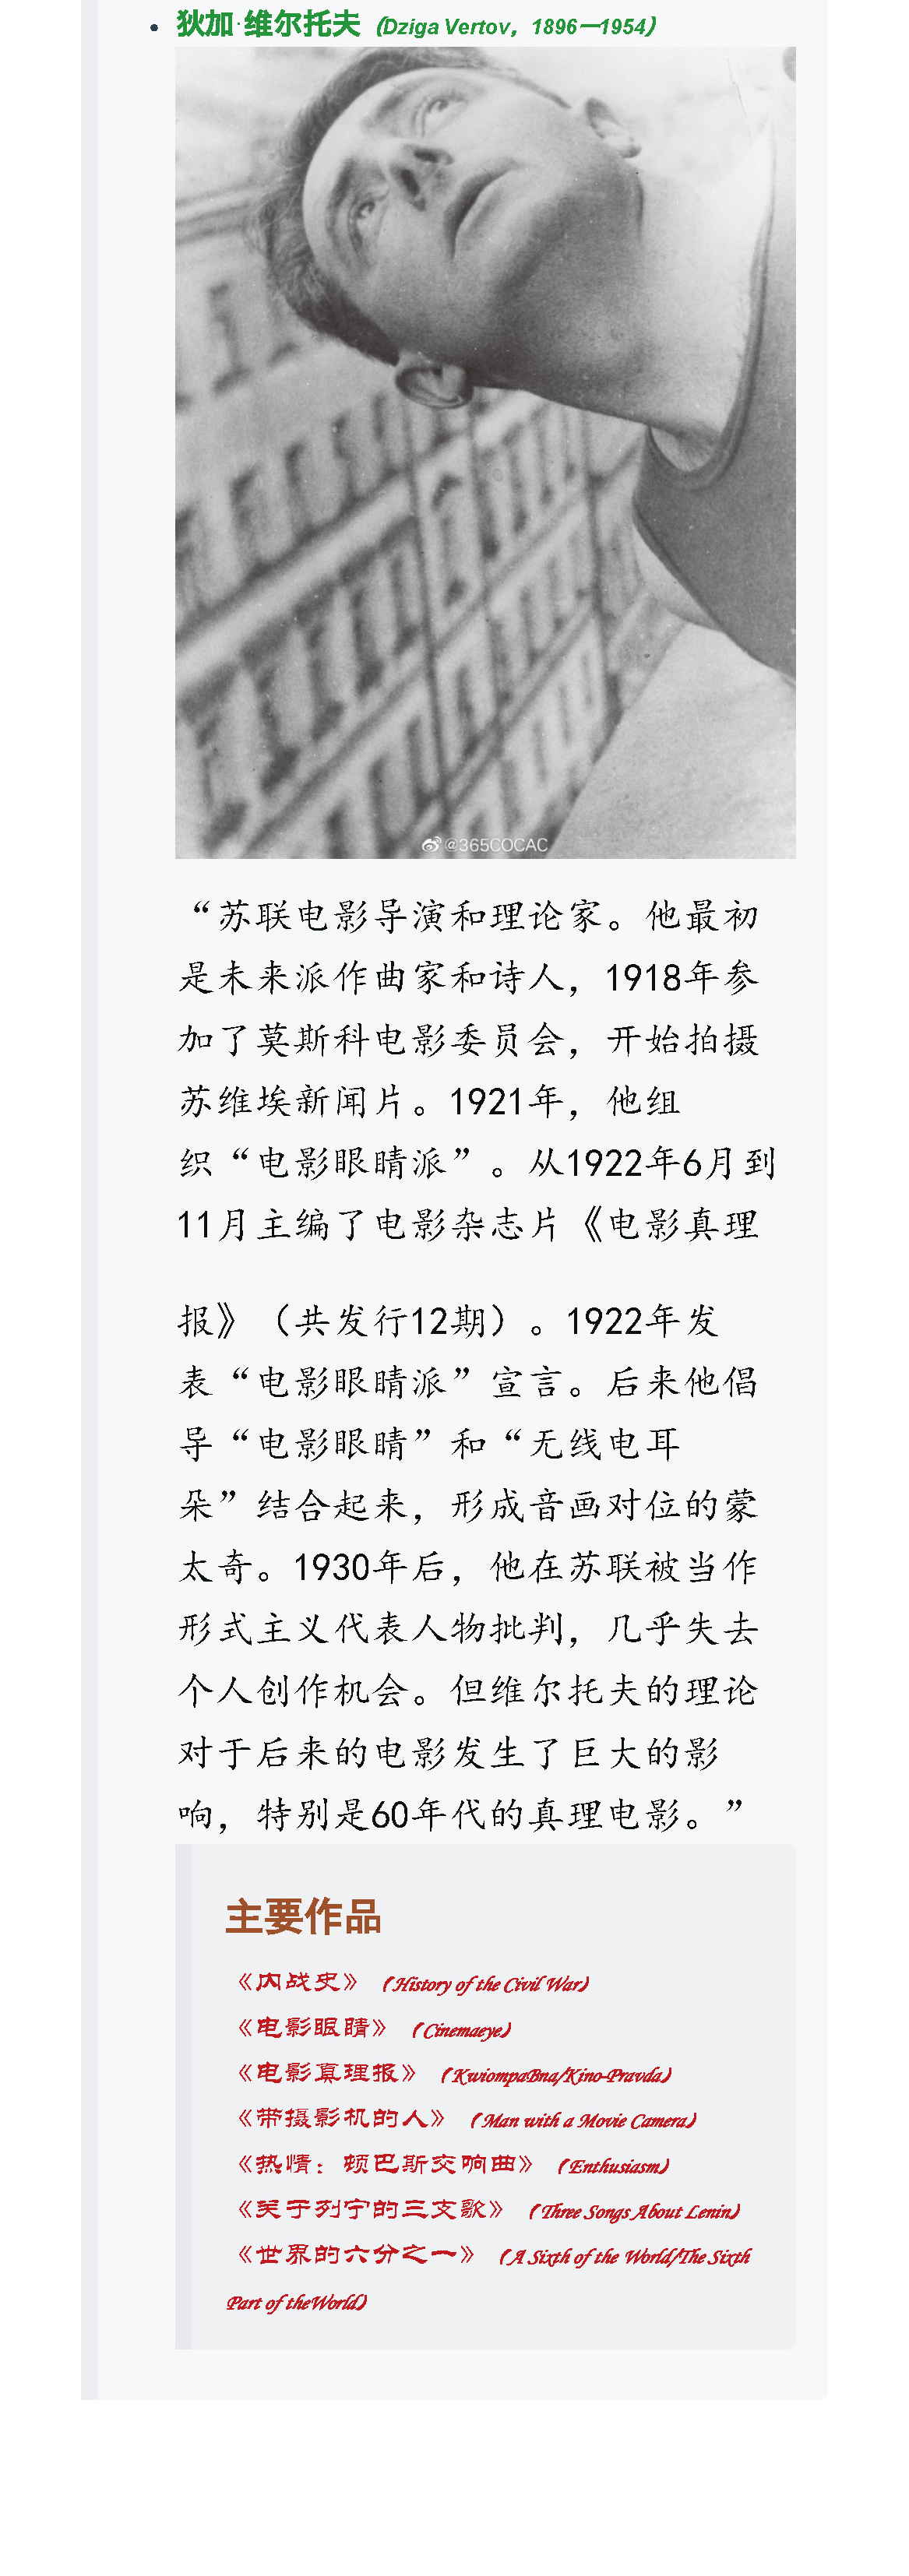 狄加·维尔托夫（Dziga Vertov，1896—1954）
@365COCAC
“苏联电影导演和理论家。他最初
是未来派作曲家和诗人，1918年参
加了莫斯科电影委员会，开始拍摄
苏维埃新闻片。1921年，他组
织“电影眼睛派”。从1922年6月到
11月主编了电影杂志片《电影真理
报》（共发行12期）。1922年发
表“电影眼睛派”宣言。后来他倡
导“电影眼睛”和“无线电耳
朵”结合起来，形成音画对位的蒙
太奇。1930年后，他在苏联被当作
形式主义代表人物批判，几乎失去
个人创作机会。但维尔托夫的理论
对于后来的电影发生了巨大的影
响，特别是60年代的真理电影。”
主要作品
《内战史》（History of the Civil War）
《电影眼睛》（Cinemaeye）
《电影真理报》（KwiompaBna/Kino-Pravda）
《带摄影机的人》（Man with a Movie Camera）
《热情：顿巴斯交响曲》（Enthusiasm）
《关于列宁的三支歌》（Three Songs About Lenin）
《世界的六分之一》（A Sixth of the World/The Sixth
Part of theWorld）